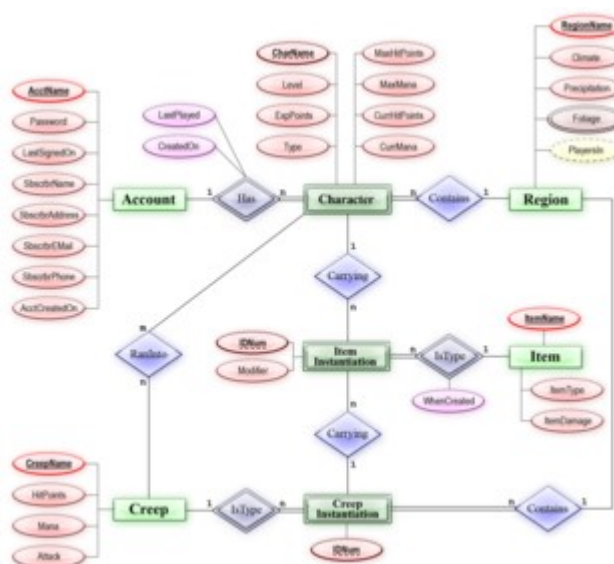 CharName
MaxHitPoints
RegionName
Level
MaxMana
Climate
AcctName
LastPlayed
ExpPoints
CurrHitPoints
Precipitation
Password
CreatedOn
Type
CurrMana
Foliage
LastSignedOn
PlayersIn
SbscrbrName
Account
1
Has
n
Character
n
Contains
1
Region
SbscrbrAddress
SbscrbrEMail
1
SbscrbrPhone
Carrying
AcctCreatedOn
m
n
ItemName
RanInto
IDNum
Item
Instantiation
n
IsType
1
Item
Modifier
n
n
WhenCreated
ItemType
ItemDamage
Carrying
CreepName
1
HitPoints
Creep
1
IsType
n
Creep
Instantiation
n
Contains
1
Mana
Attack
IDNum